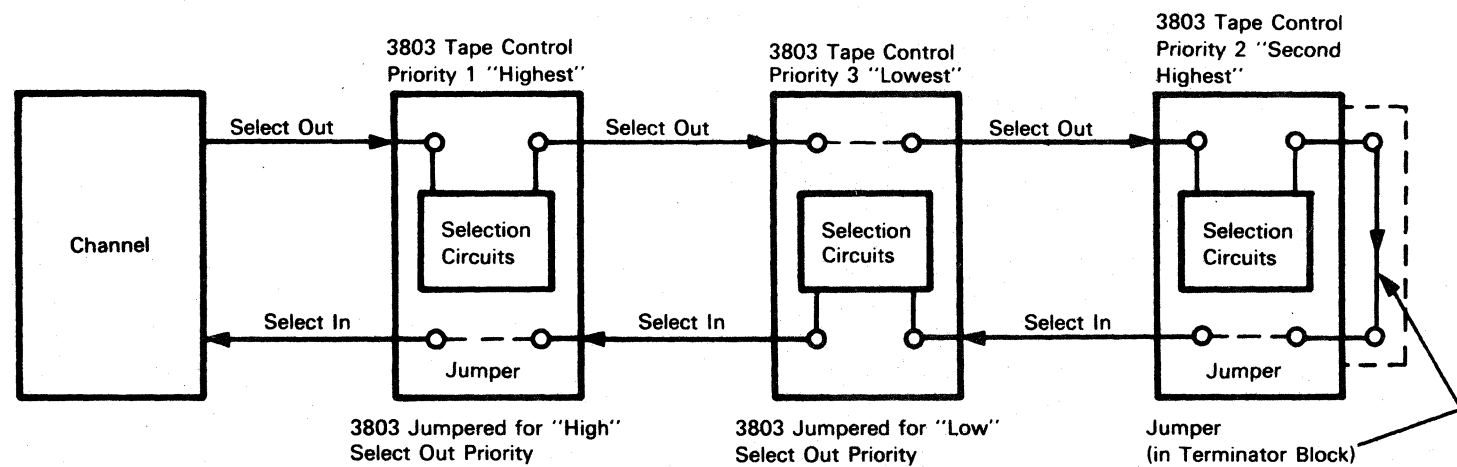 3803 Tape Control
Priority 1 "Highest"
3803 Tape Control
Priority 3 "Lowest"
3803 Tape Control
Priority 2 "Second
Highest"
Channel
Select Out
Select Out
Select Out
Selection
Circuits
Selection
Circuits
Selection
Circuits
Select In
Select In
Select In
Jumper
Jumper
3803 Jumpered for "High"
Select Out Priority
3803 Jumpered for "Low"
Select Out Priority
Jumper
(in Terminator Block)